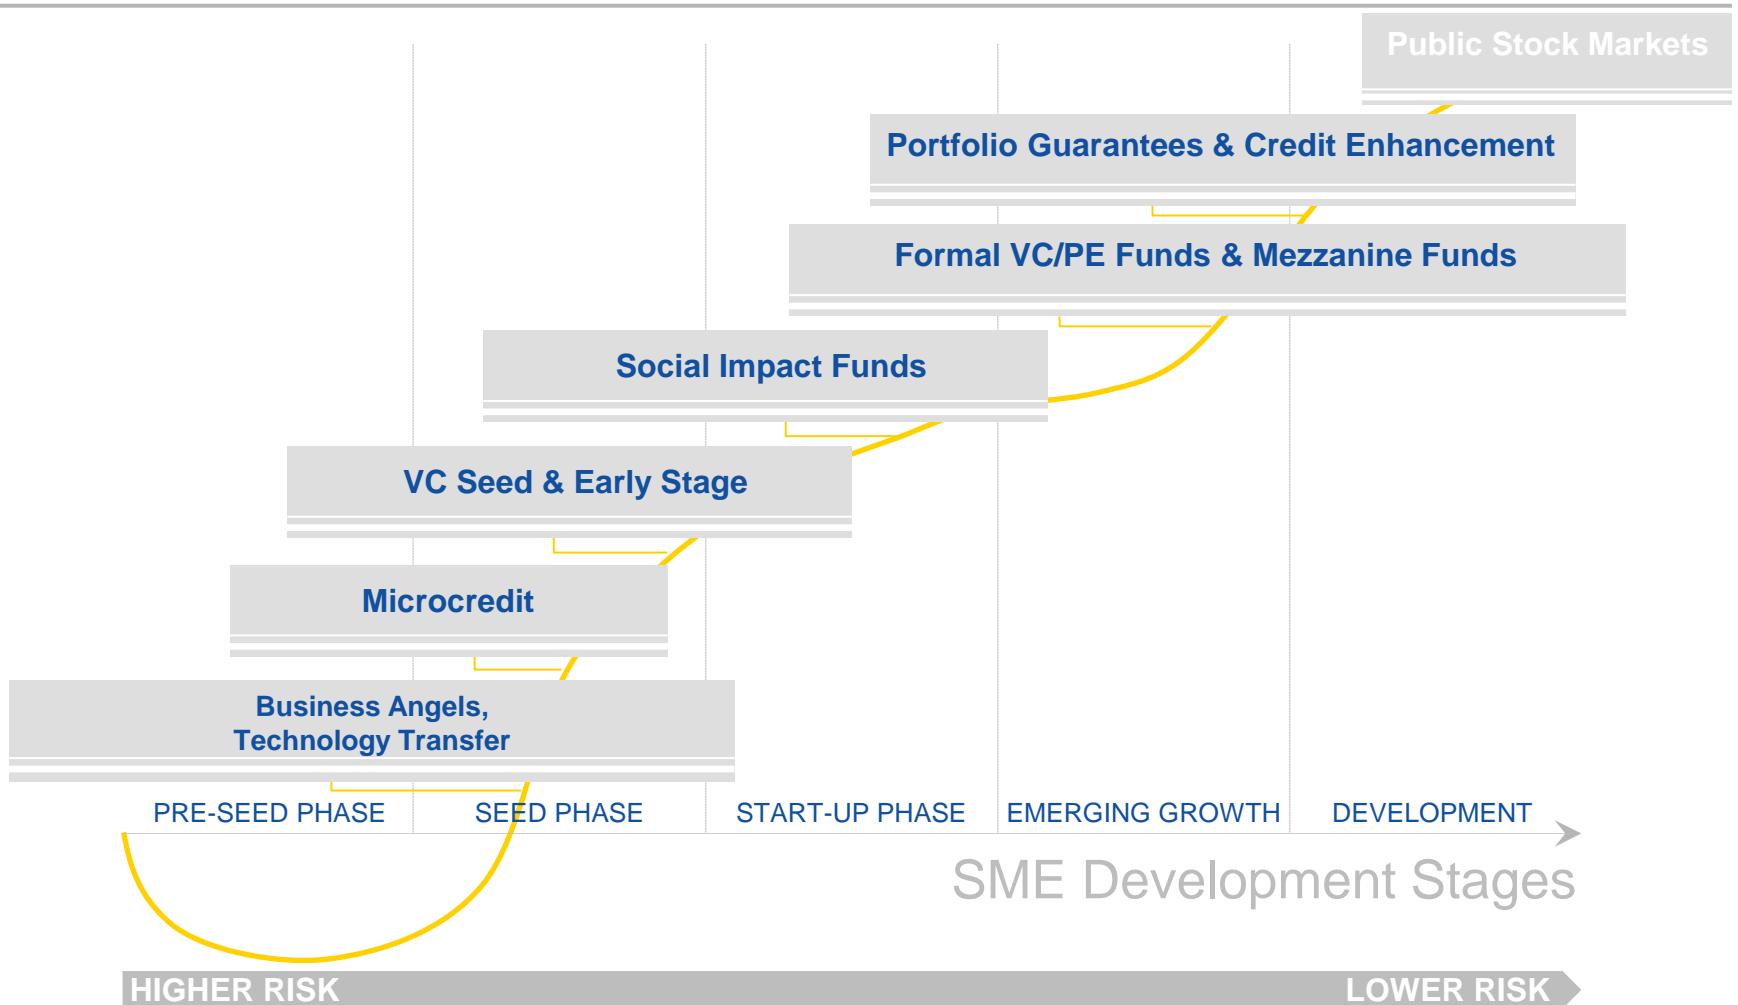 Public Stock Markets
Portfolio Guarantees & Credit Enhancement
Formal VC/PE Funds & Mezzanine Funds
Social Impact Funds
VC Seed & Early Stage
Microcredit
Business Angels,
Technology Transfer
PRE-SEED PHASE
SEED PHASE
START-UP PHASE
EMERGING GROWTH
DEVELOPMENT
SME Development Stages
HIGHER RISK
LOWER RISK